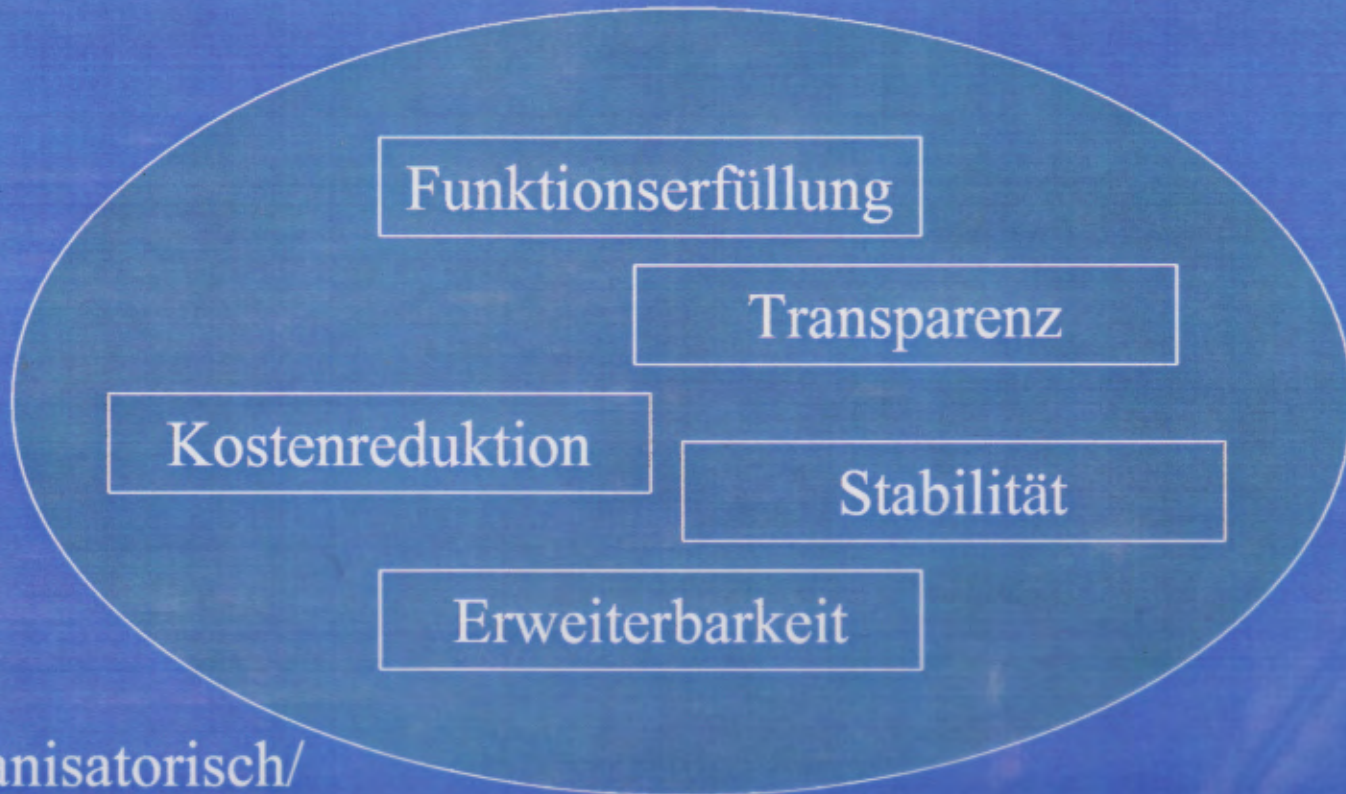 Funktionserfüllung
Transparenz
Kostenreduktion
Stabilität
Erweiterbarkeit
anisatorisch/